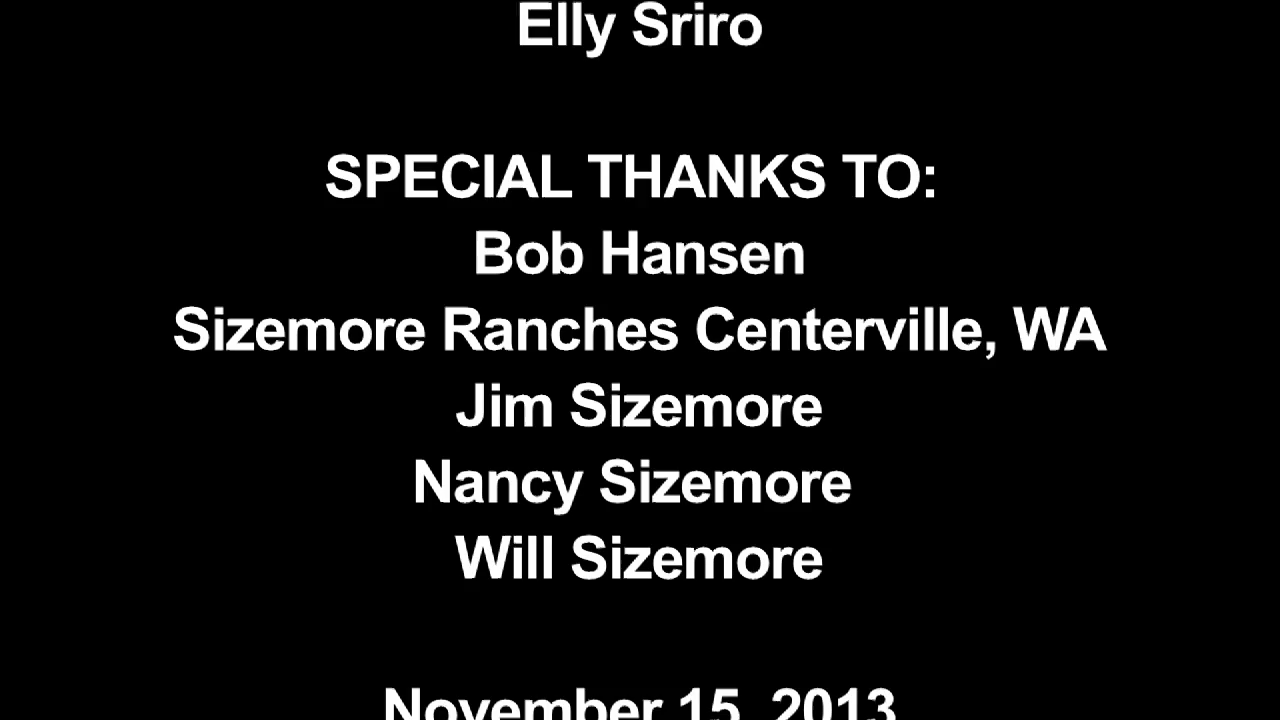 Elly Sriro
SPECIAL THANKS TO:
Bob Hansen
Sizemore Ranches Centerville, WA
Jim Sizemore
Nancy Sizemore
Will Sizemore
November 15, 2013